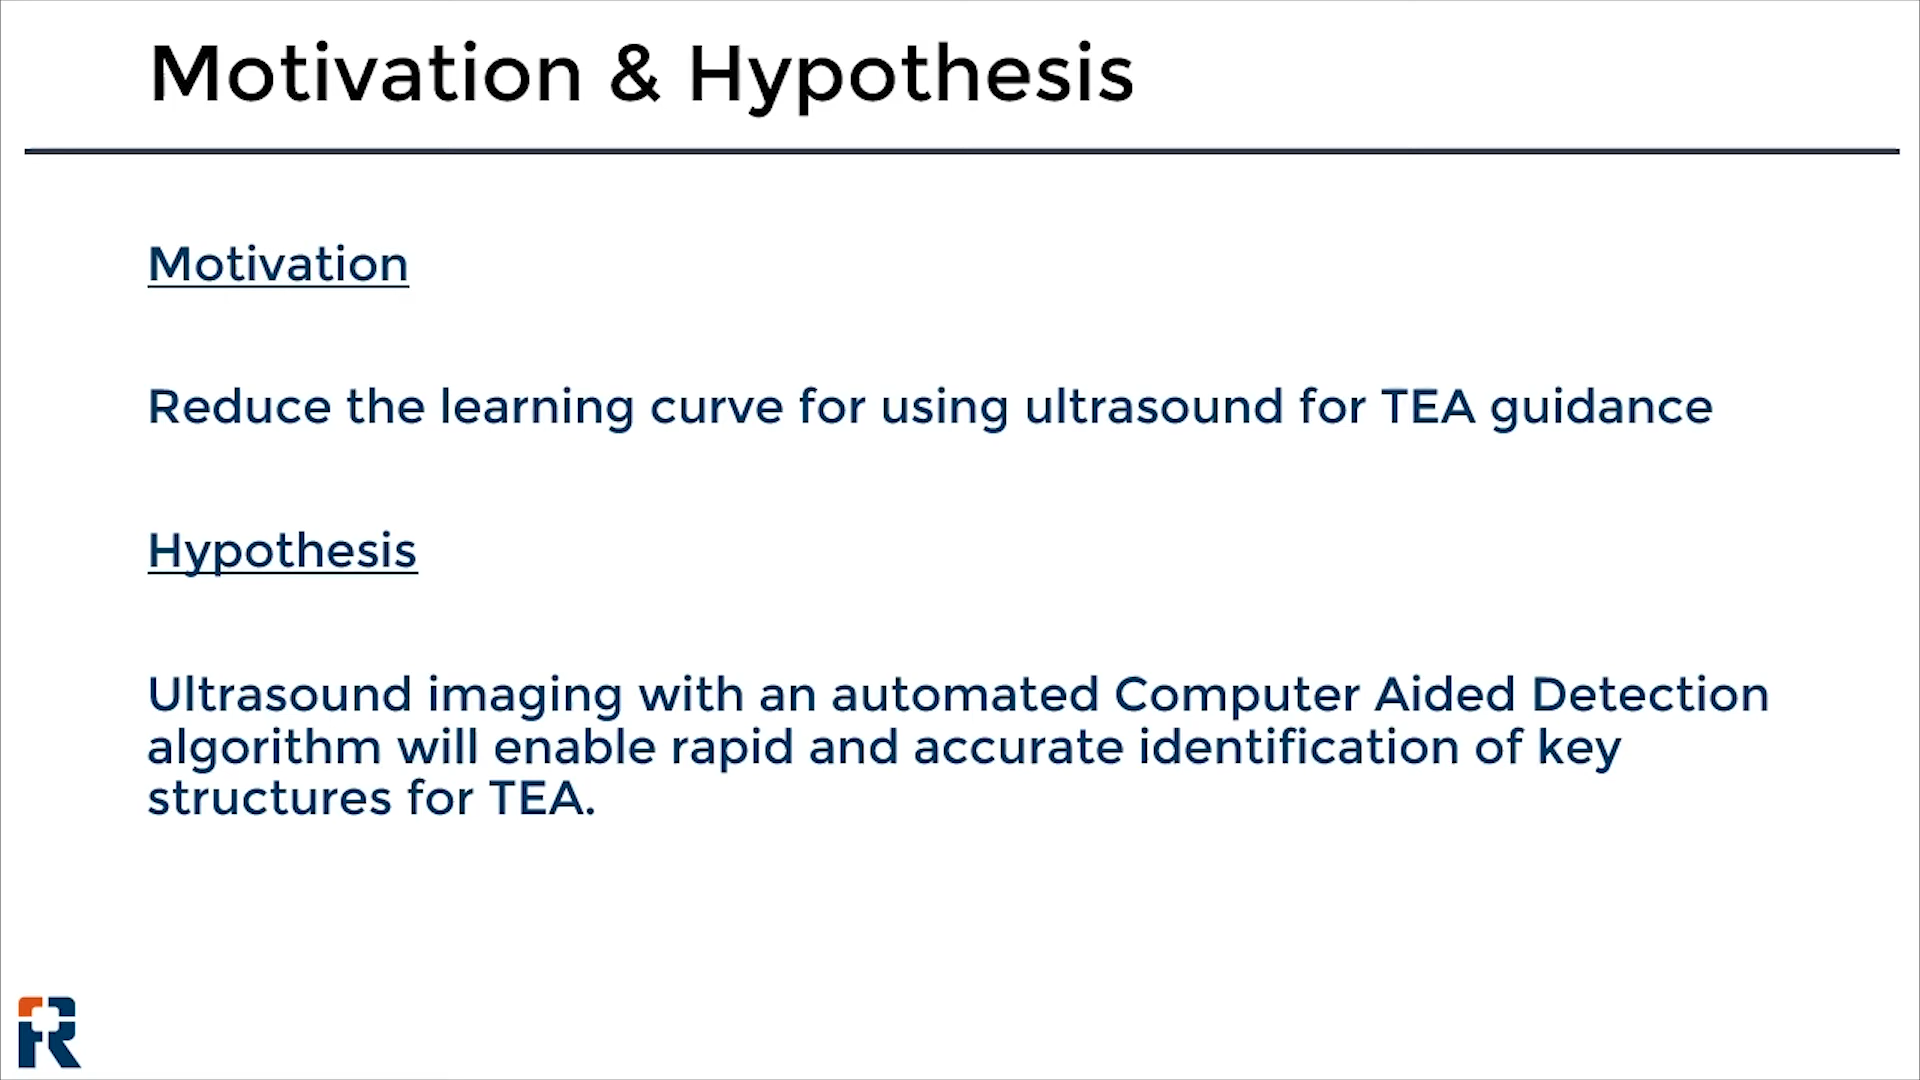 Motivation & Hypothesis
Motivation
Reduce the learning curve for using ultrasound for TEA guidance
Hypothesis
Ultrasound imaging with an automated Computer Aided Detection
algorithm will enable rapid and accurate identification of key
structures for TEA.
R